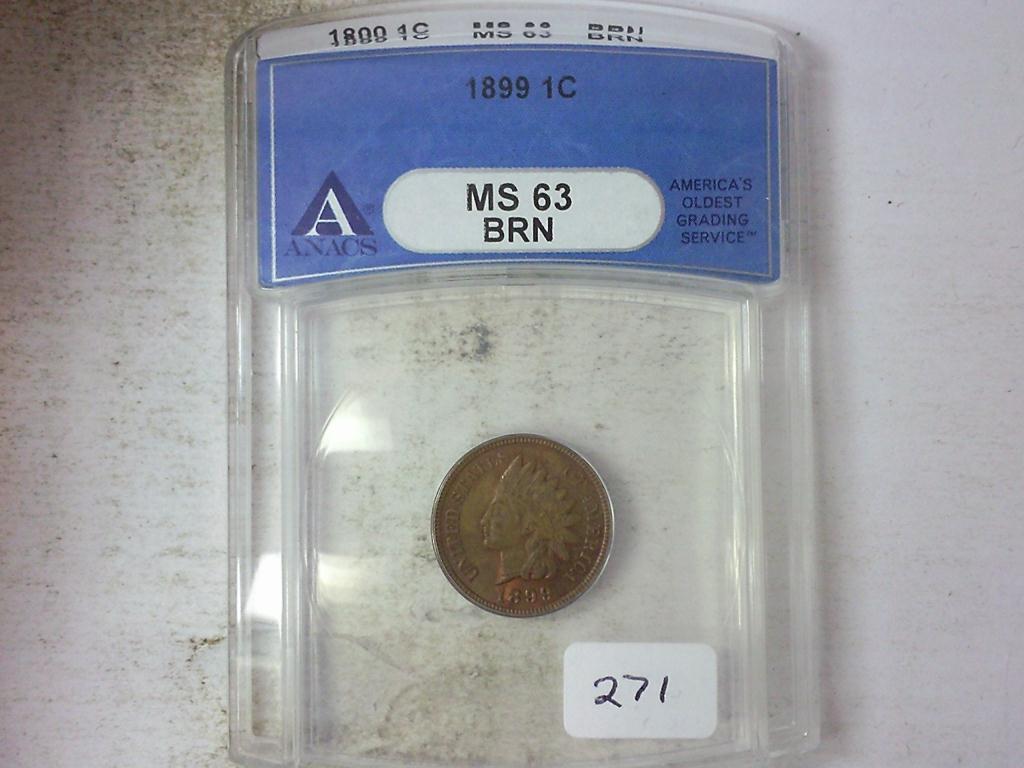 1899 1C MS 63 BRN
1899 1C
MS 63
BRN
A
ANACS®
AMERICA'S
OLDEST
GRADING
SERVICE™
UNITED STATES OF AMERICA
1899
271